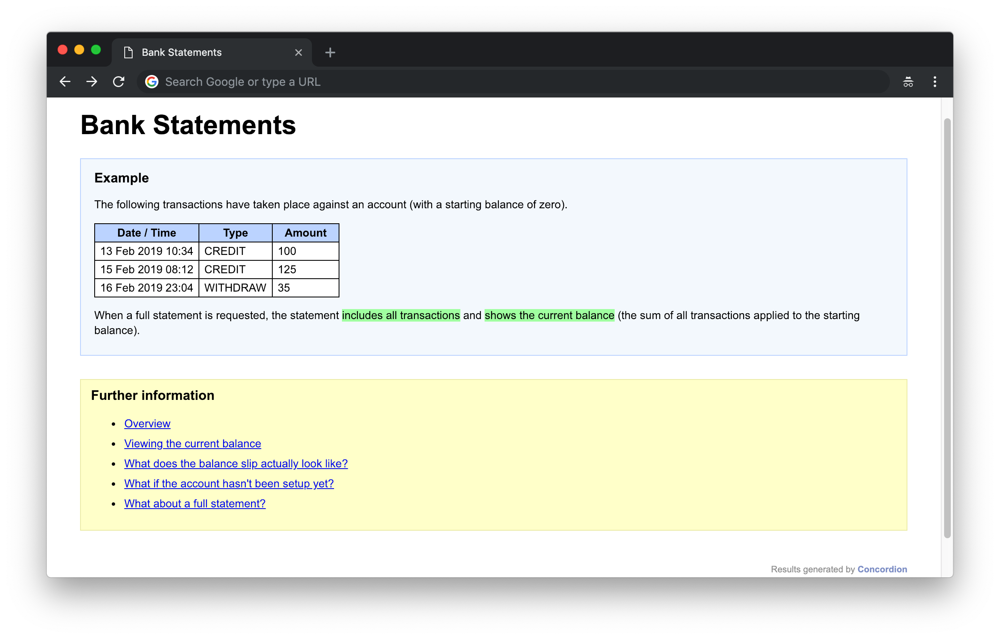 Bank Statements
Search Google or type a URL
Bank Statements
Example
The following transactions have taken place against an account (with a starting balance of zero).
Date / Time Type Amount
13 Feb 2019 10:34 CREDIT 100
15 Feb 2019 08:12 CREDIT 125
16 Feb 2019 23:04 WITHDRAW 35
When a full statement is requested, the statement includes all transactions and shows the current balance (the sum of all transactions applied to the starting
balance).
Further information
Overview
Viewing the current balance
What does the balance slip actually look like?
What if the account hasn't been setup yet?
What about a full statement?
Results generated by Concordion